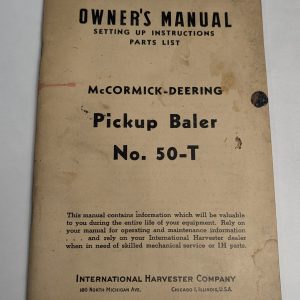 OWNER'S MANUAL
SETTING UP INSTRUCTIONS
PARTS LIST
McCORMICK-DEERING
Pickup Baler
No. 50-T
This manual contains information which will be valuable
to you during the entire life of your equipment. Rely on
your manual for operating and maintenance information
. . . and rely on your International Harvester dealer
when in need of skilled mechanical service or IH parts.
INTERNATIONAL HARVESTER COMPANY
180 NORTH MICHIGAN AVE. CHICAGO 1, ILLINOIS, U.S.A.